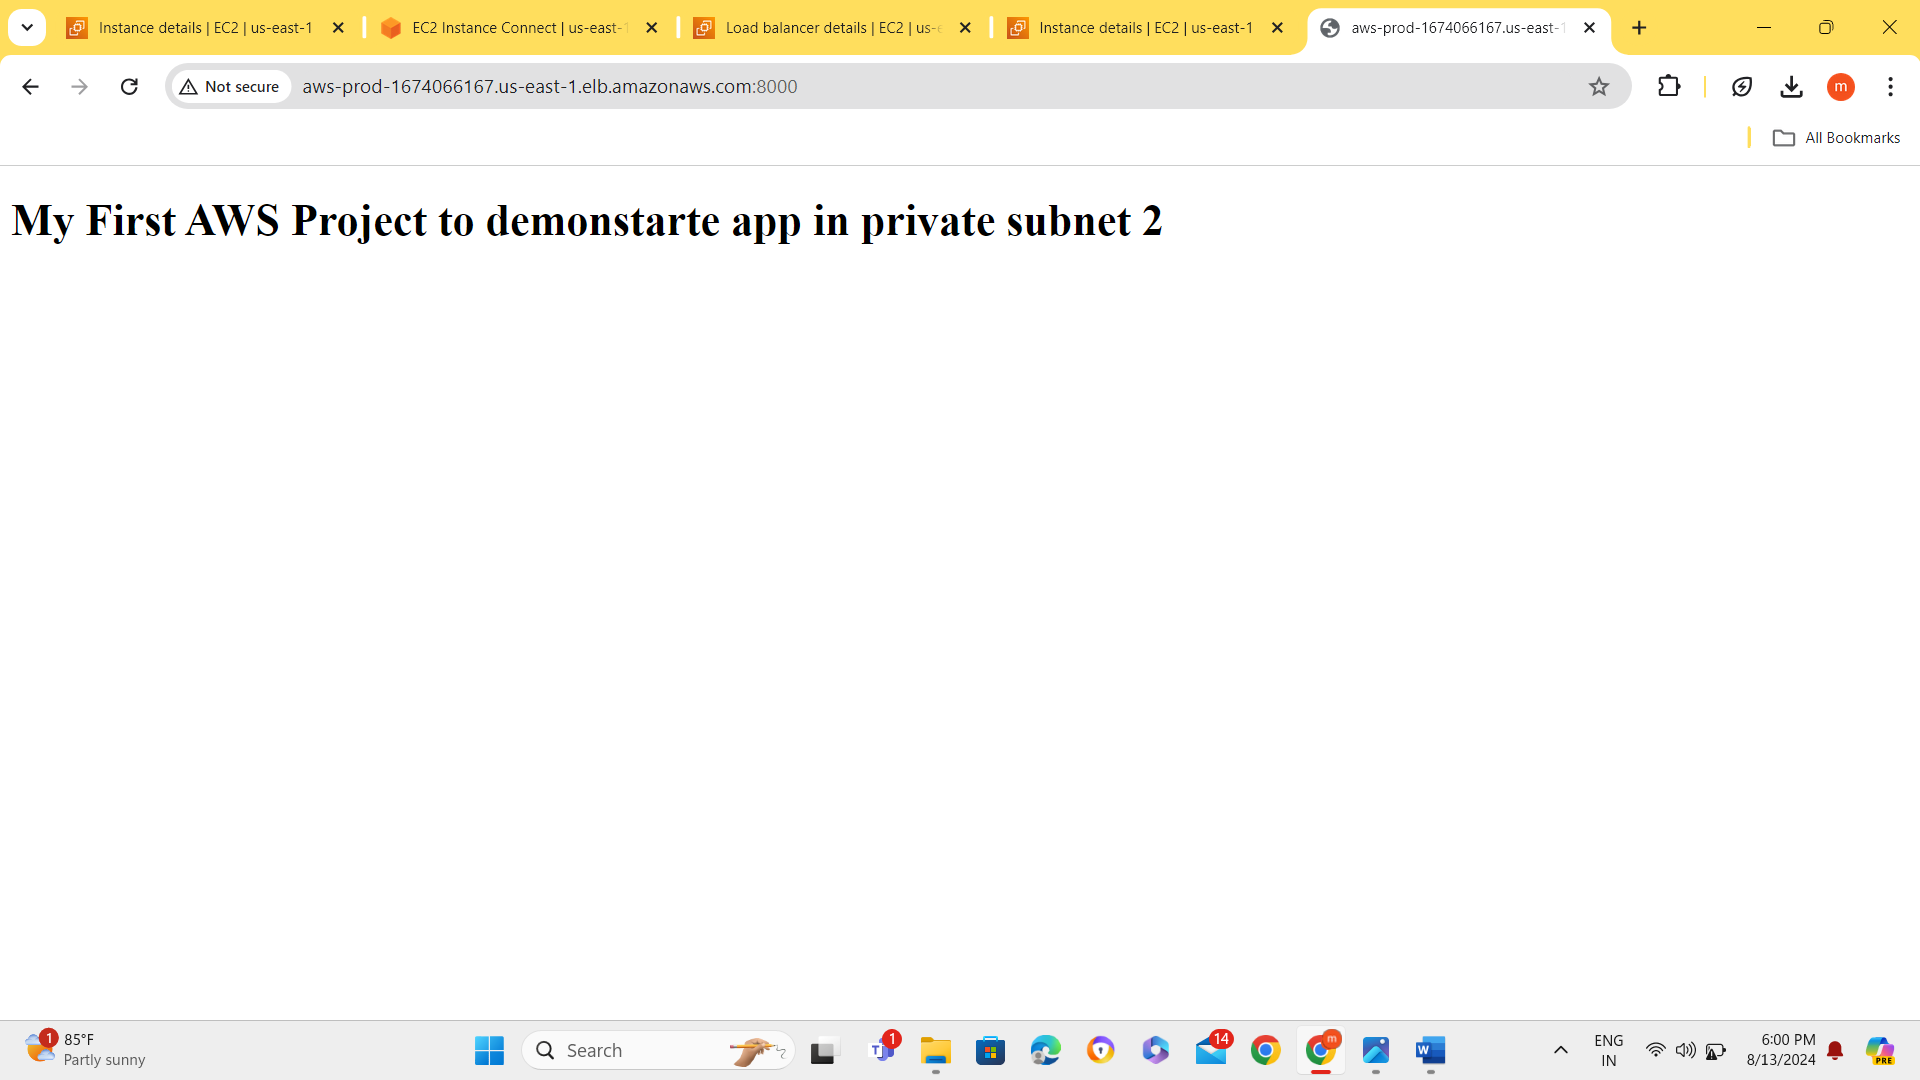 Instance details | EC2 | us-east-1
EC2 Instance Connect | us-east-1
Load balancer details | EC2 | us-e
Instance details | EC2 | us-east-1
aws-prod-1674066167.us-east-1
Not secure
aws-prod-1674066167.us-east-1.elb.amazonaws.com:8000
m
All Bookmarks
My First AWS Project to demonstarte app in private subnet 2
1
85°F
Partly sunny
Search
1
14
m
W
ENG
IN
6:00 PM
8/13/2024
PRE